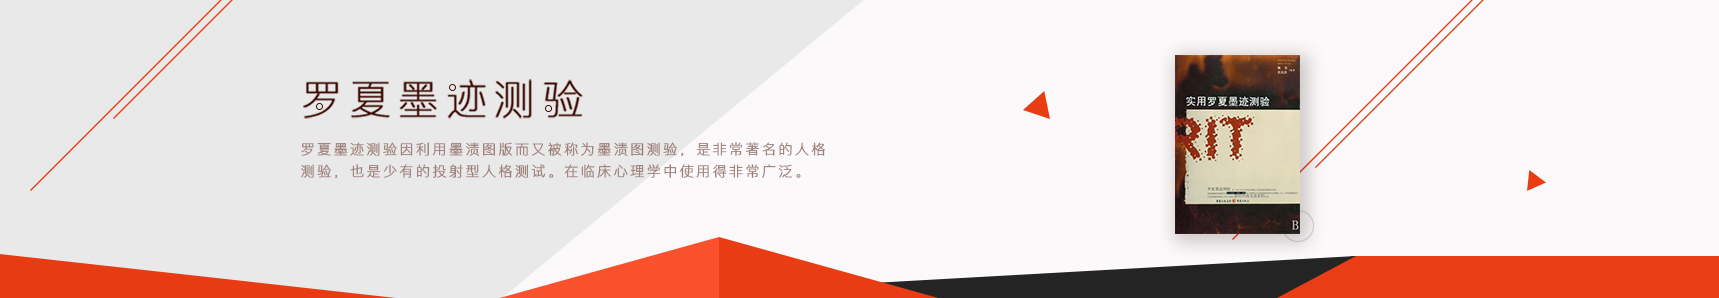 罗夏墨迹测验
罗夏墨迹测验因利用墨渍图版而又被称为墨渍图测验，是非常著名的人格
测验，也是少有的投射型人格测试。在临床心理学中使用得非常广泛。
实用罗夏墨迹测验
RIT
B